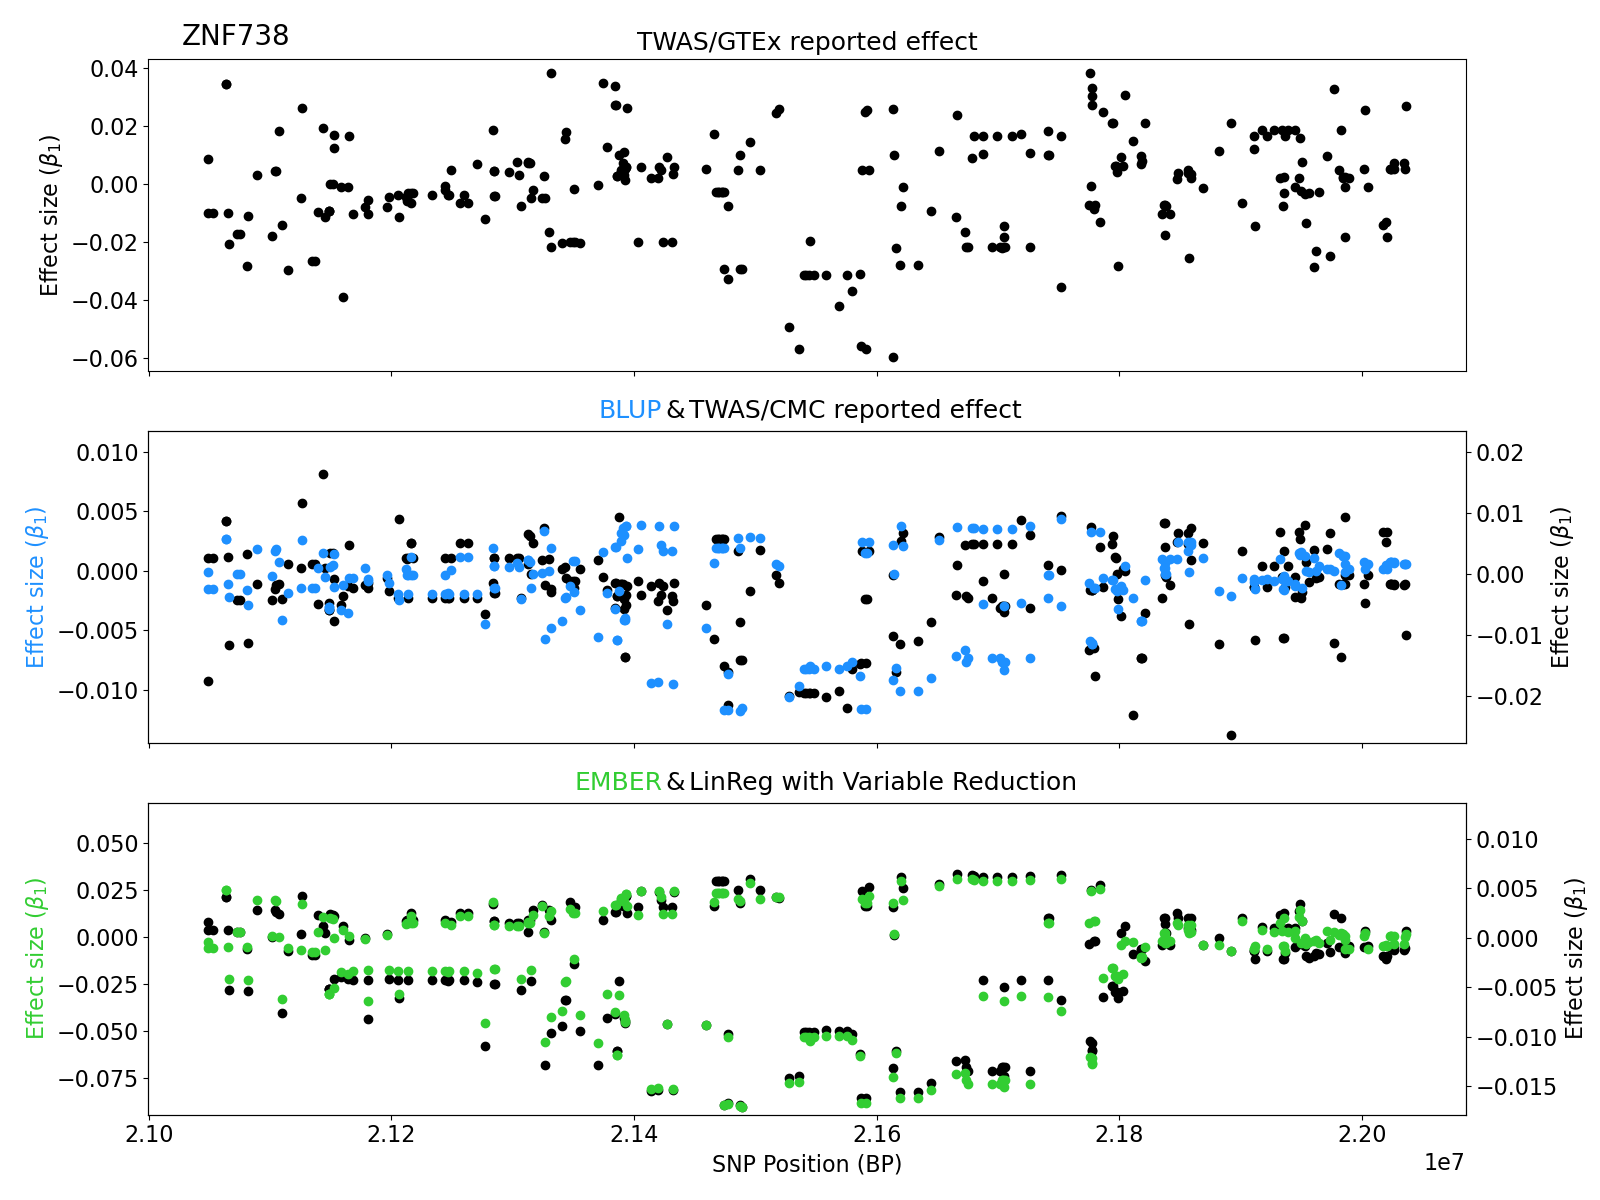 ZNF738
TWAS/GTEx reported effect
0.04
0.02
0.00
−0.02
−0.04
−0.06
Effect size (β₁)
BLUP & TWAS/CMC reported effect
0.010
0.005
0.000
−0.005
−0.010
Effect size (β₁)
0.02
0.01
0.00
−0.01
−0.02
Effect size (β₁)
EMBER & LinReg with Variable Reduction
0.050
0.025
0.000
−0.025
−0.050
−0.075
Effect size (β₁)
0.010
0.005
0.000
−0.005
−0.010
−0.015
Effect size (β₁)
2.10 2.12 2.14 2.16 2.18 2.20
SNP Position (BP)
1e7